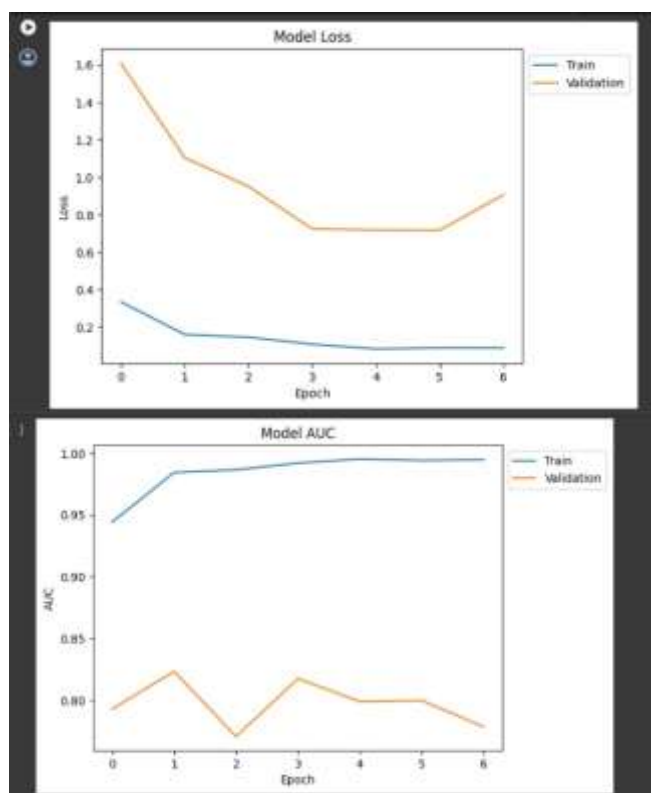 Model Loss
Train
Validation
1.6
1.4
1.2
1.0
0.8
0.6
0.4
0.2
Loss
0 1 2 3 4 5 6
Epoch
Model AUC
Train
Validation
1.00
0.95
0.90
0.85
0.80
AUC
0 1 2 3 4 5 6
Epoch